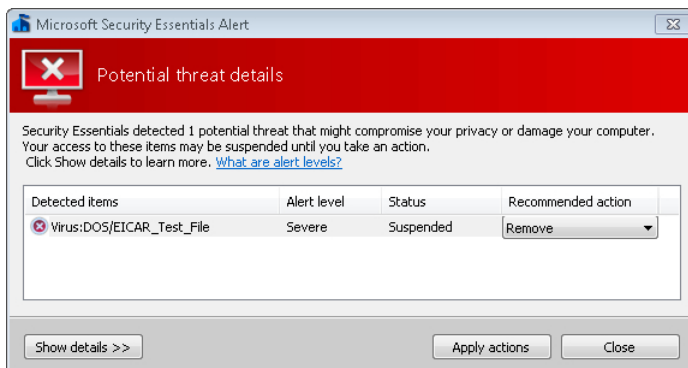 Microsoft Security Essentials Alert
Potential threat details
Security Essentials detected 1 potential threat that might compromise your privacy or damage your computer.
Your access to these items may be suspended until you take an action.
Click Show details to learn more. What are alert levels?
Detected items Alert level Status Recommended action
Virus:DOS/EICAR_Test_File Severe Suspended Remove
Show details >> Apply actions Close